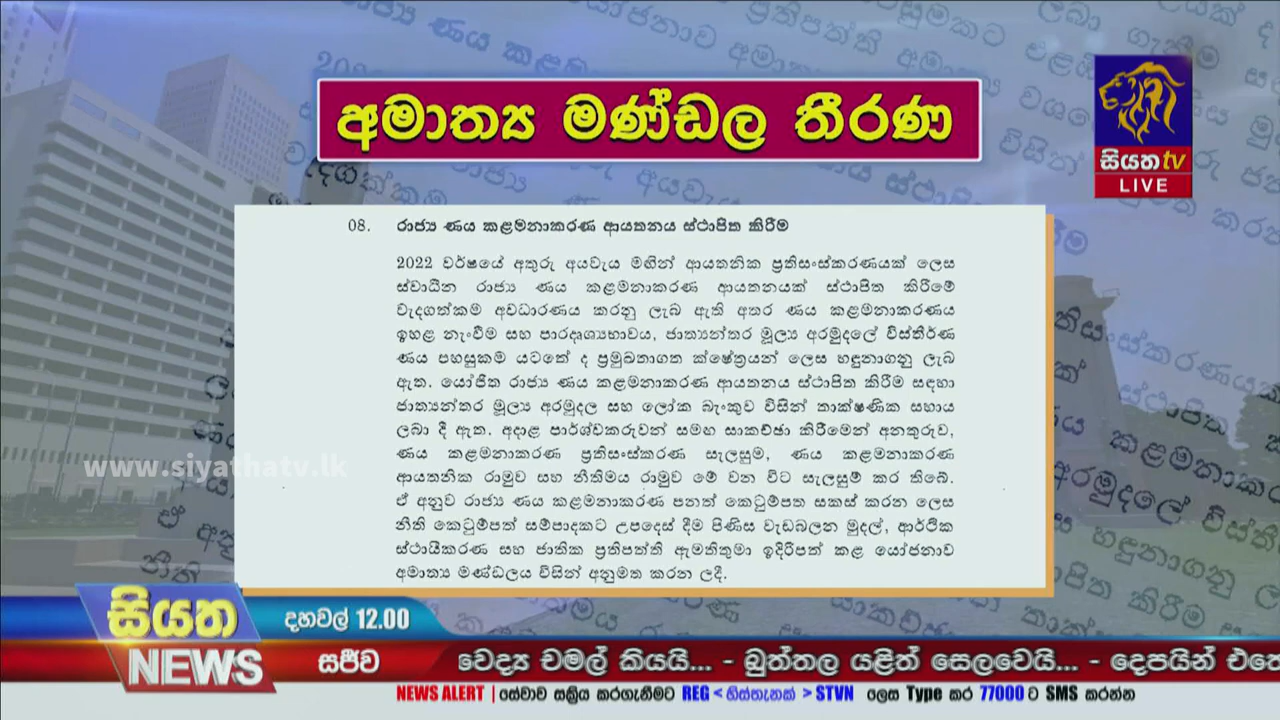 අමාත්‍ය මණ්ඩල තීරණ
සියත tv
LIVE
08. රාජ්‍ය ණය කළමනාකරණ ආයතනය ස්ථාපිත කිරීම
2022 වර්ෂයේ අතුරු අයවැය මඟින් ආයතනික ප්‍රතිසංස්කරණයක් ලෙස
ස්වාධීන රාජ්‍ය ණය කළමනාකරණ ආයතනයක් ස්ථාපිත කිරීමේ
වැදගත්කම අවධාරණය කරනු ලැබ ඇති අතර ණය කළමනාකරණය
ඉහළ නැංවීම සහ පාරදෘශ්‍යභාවය, ජාත්‍යන්තර මූල්‍ය අරමුදලේ විස්තීර්ණ
ණය පහසුකම යටතේ ද ප්‍රමුඛතාගත ක්ෂේත්‍රයන් ලෙස හඳුනාගනු ලැබ
ඇත. යෝජිත රාජ්‍ය ණය කළමනාකරණ ආයතනය ස්ථාපිත කිරීම සඳහා
ජාත්‍යන්තර මූල්‍ය අරමුදල සහ ලෝක බැංකුව විසින් තාක්ෂණික සහාය
ලබා දී ඇත. අදාළ පාර්ශ්වකරුවන් සමඟ සාකච්ඡා කිරීමෙන් අනතුරුව,
ණය කළමනාකරණ ප්‍රතිසංස්කරණ සැලසුම, ණය කළමනාකරණ
ආයතනික රාමුව සහ නීතිමය රාමුව මේ වන විට සැලසුම් කර තිබේ.
ඒ අනුව රාජ්‍ය ණය කළමනාකරණ පනත් කෙටුම්පත සකස් කරන ලෙස
නීති කෙටුම්පත් සම්පාදකට උපදෙස් දීම පිණිස වැඩබලන මුදල්, ආර්ථික
ස්ථායීකරණ සහ ජාතික ප්‍රතිපත්ති ඇමතිතුමා ඉදිරිපත් කළ යෝජනාව
අමාත්‍ය මණ්ඩලය විසින් අනුමත කරන ලදී.
www.siyathatv.lk
සියත NEWS
දහවල් 12.00
සජීව
වෛද්‍ය චමල් කියයි... - බුත්තල යළිත් සෙලවෙයි... - දෙපයින්
NEWS ALERT | සේවාව සක්‍රිය කරගැනීමට REG < හිස්තැනක් > STVN ලෙස Type කර 77000 ට SMS කරන්න